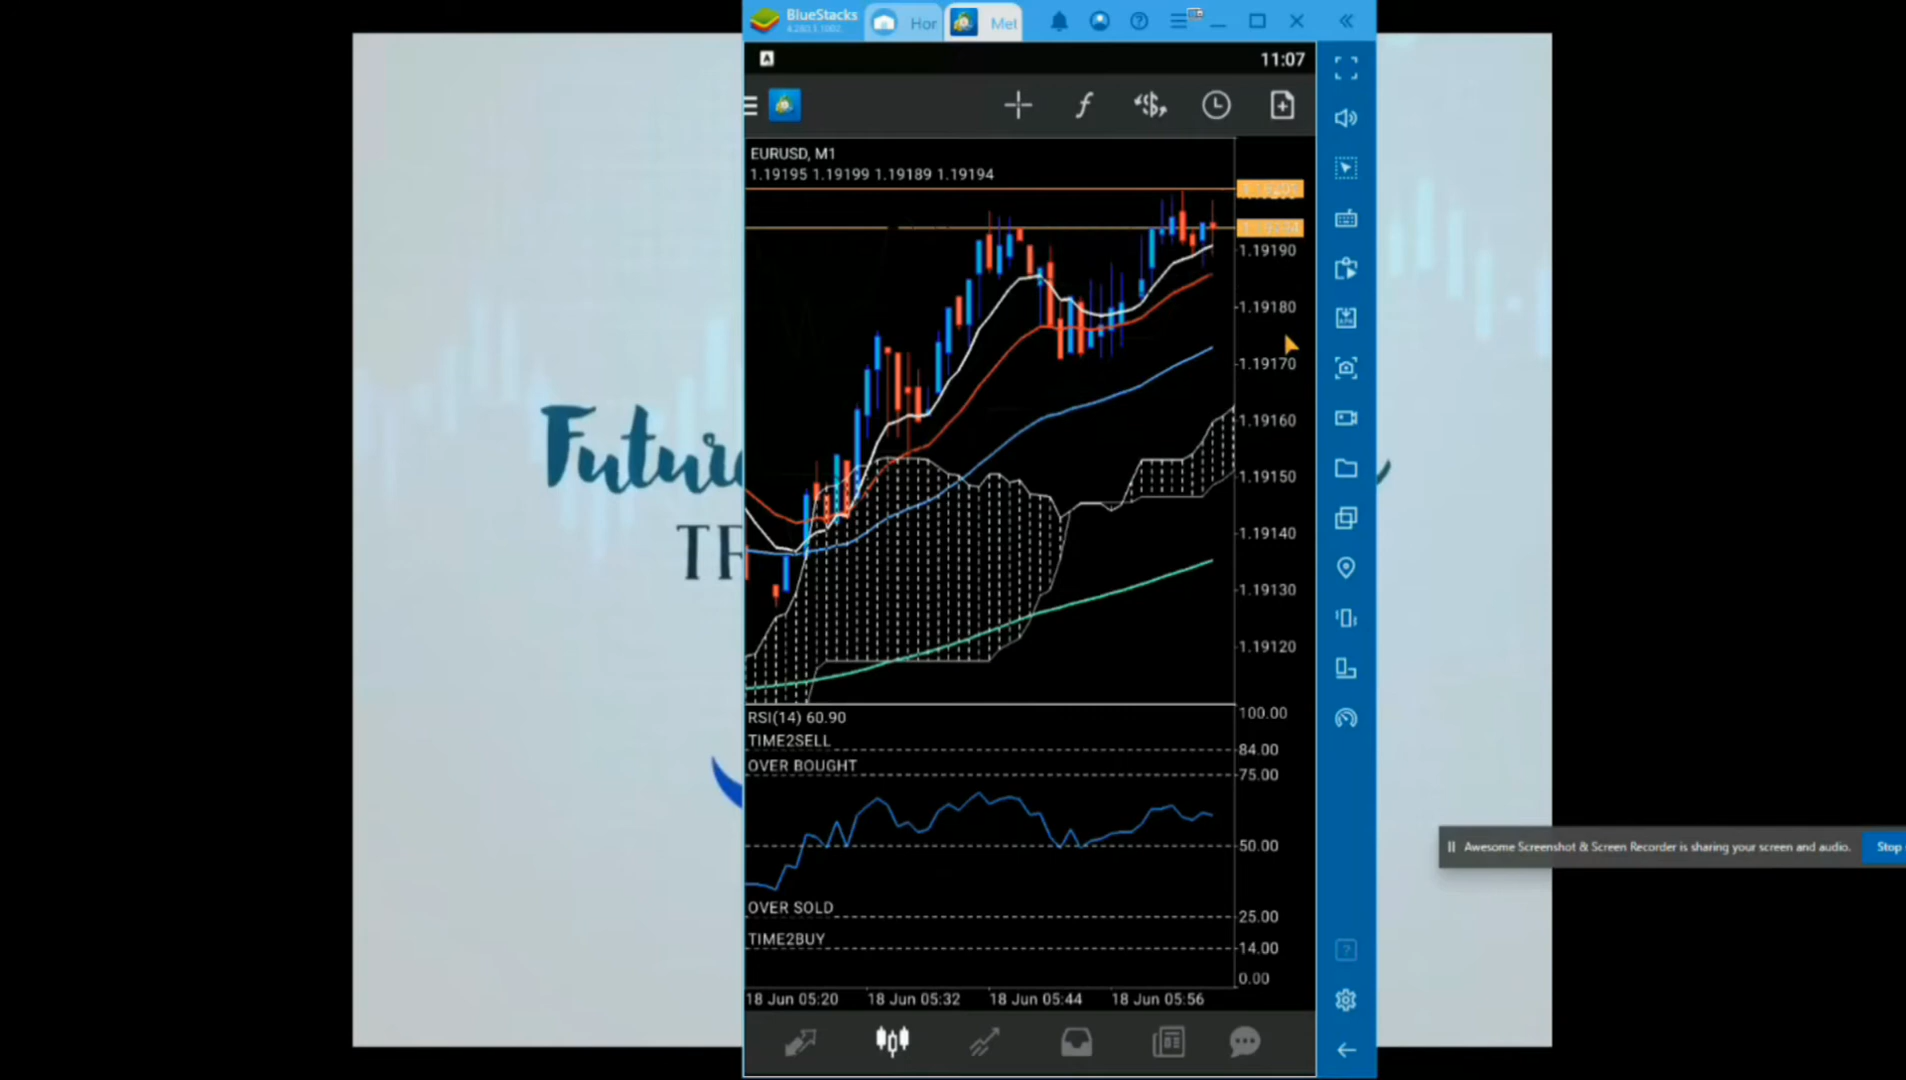 BlueStacks
Hor
Met
11:07
EURUSD, M1
1.19195 1.19199 1.19189 1.19194
1.19190
1.19180
1.19170
1.19160
1.19150
1.19140
1.19130
1.19120
Future
RSI(14) 60.90
100.00
TIME2SELL
84.00
OVER BOUGHT
75.00
50.00
Awesome Screenshot & Screen Recorder is sharing your screen and audio.
Stop
OVER SOLD
25.00
TIME2BUY
14.00
0.00
18 Jun 05:20
18 Jun 05:32
18 Jun 05:44
18 Jun 05:56